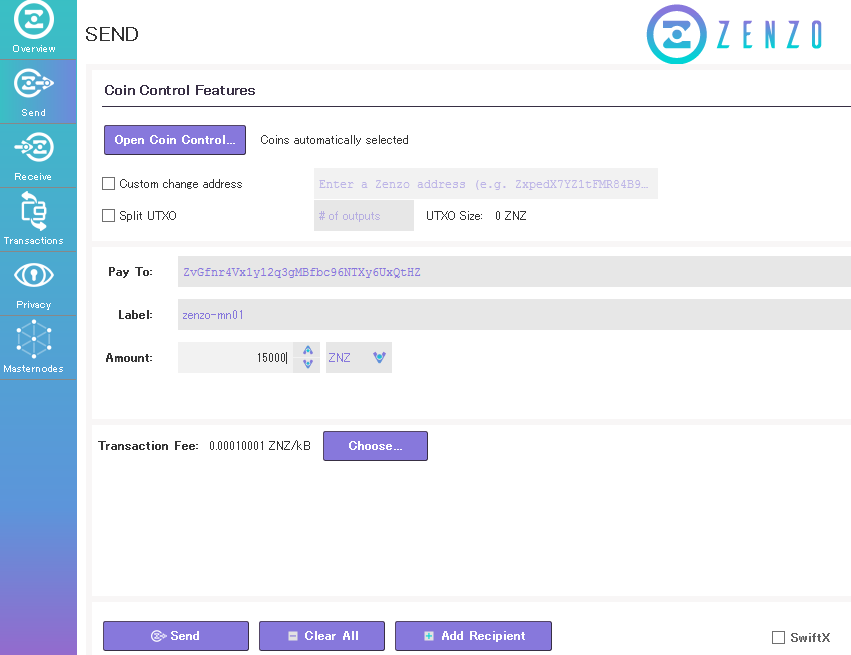 Overview
Send
Receive
Transactions
Privacy
Masternodes
SEND
ZENZO
Coin Control Features
Open Coin Control...
Coins automatically selected
Custom change address
Enter a Zenzo address (e.g. ZxpedX7YZ1tFMR84B9…
Split UTXO
# of outputs
UTXO Size: 0 ZNZ
Pay To:
ZvGfnr4Vx1y12q3gMBfbc96NTXy6UxQtHZ
Label:
zenzo-mn01
Amount:
15000
ZNZ
Transaction Fee: 0.00010001 ZNZ/kB
Choose...
Send
Clear All
Add Recipient
SwiftX